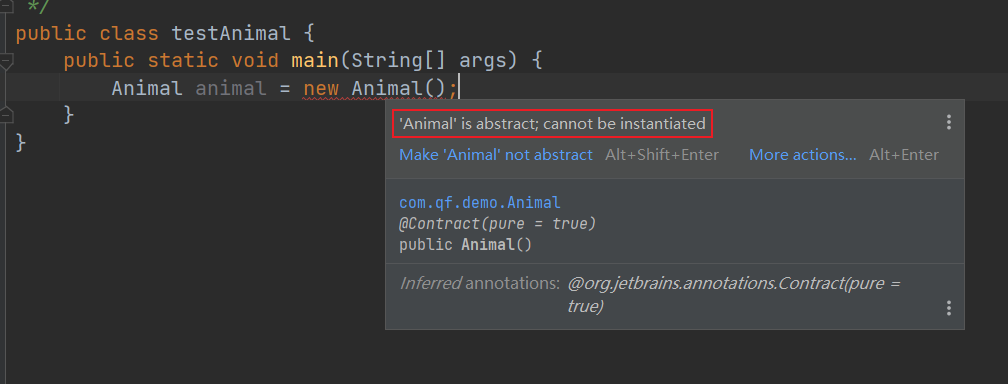 */
public class testAnimal {
public static void main(String[] args) {
Animal animal = new Animal();
}
}
'Animal' is abstract; cannot be instantiated
Make 'Animal' not abstract Alt+Shift+Enter More actions... Alt+Enter
com.qf.demo.Animal
@Contract(pure = true)
public Animal()
Inferred annotations: @org.jetbrains.annotations.Contract(pure =
true)